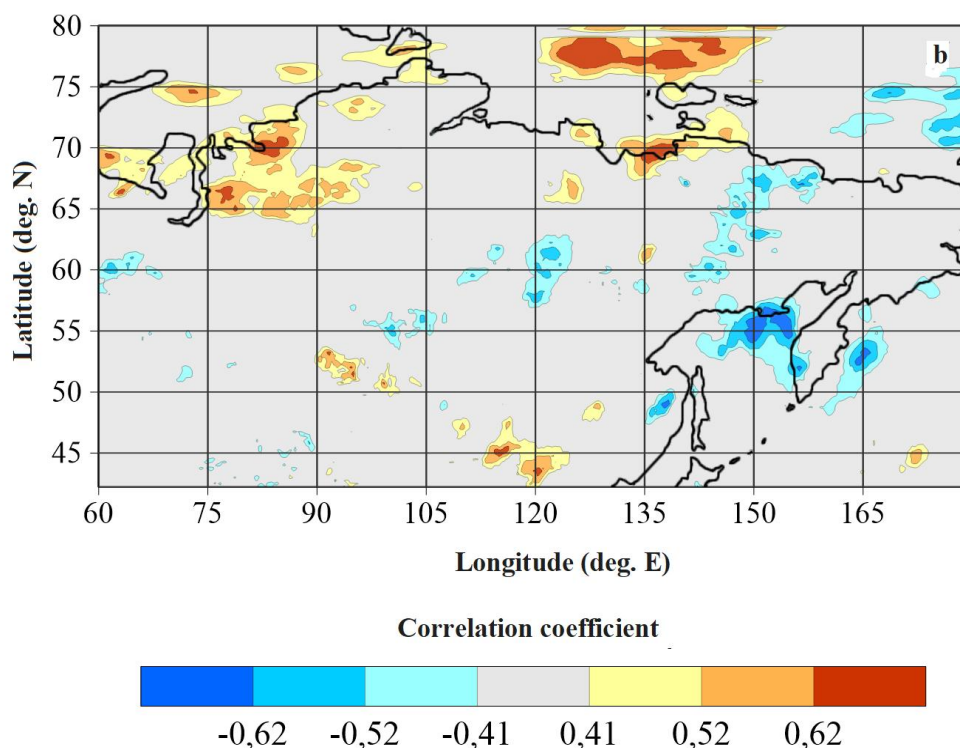 80
b
75
70
65
60
55
50
45
Latitude (deg. N)
60 75 90 105 120 135 150 165
Longitude (deg. E)
Correlation coefficient
-0,62 -0,52 -0,41 0,41 0,52 0,62